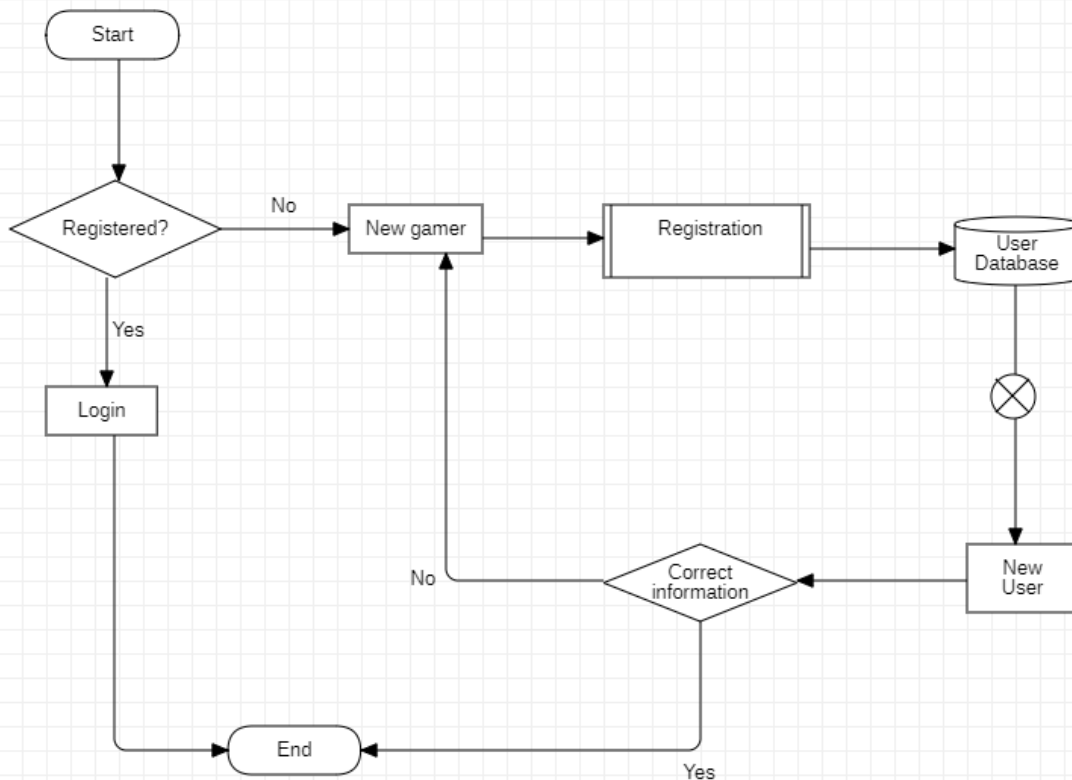 Start
Registered?
No
New gamer
Registration
User
Database
Yes
Login
No
Correct
information
New
User
End
Yes